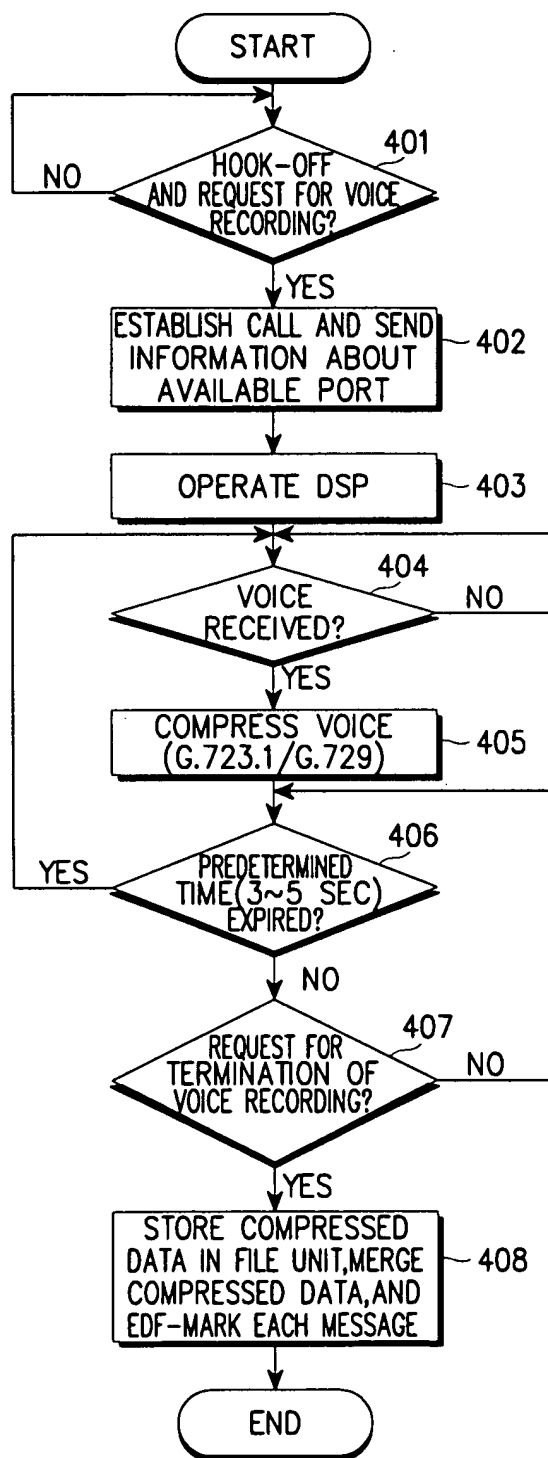 START
HOOK-OFF
AND REQUEST FOR VOICE
RECORDING?
401
NO
YES
ESTABLISH CALL AND SEND
INFORMATION ABOUT
AVAILABLE PORT
402
OPERATE DSP
403
404
VOICE
RECEIVED?
NO
YES
COMPRESS VOICE
(G.723.1/G.729)
405
406
YES
PREDETERMINED
TIME(3~5 SEC)
EXPIRED?
NO
407
REQUEST FOR
TERMINATION OF
VOICE RECORDING?
NO
YES
STORE COMPRESSED
DATA IN FILE UNIT,MERGE
COMPRESSED DATA,AND
EDF-MARK EACH MESSAGE
408
END